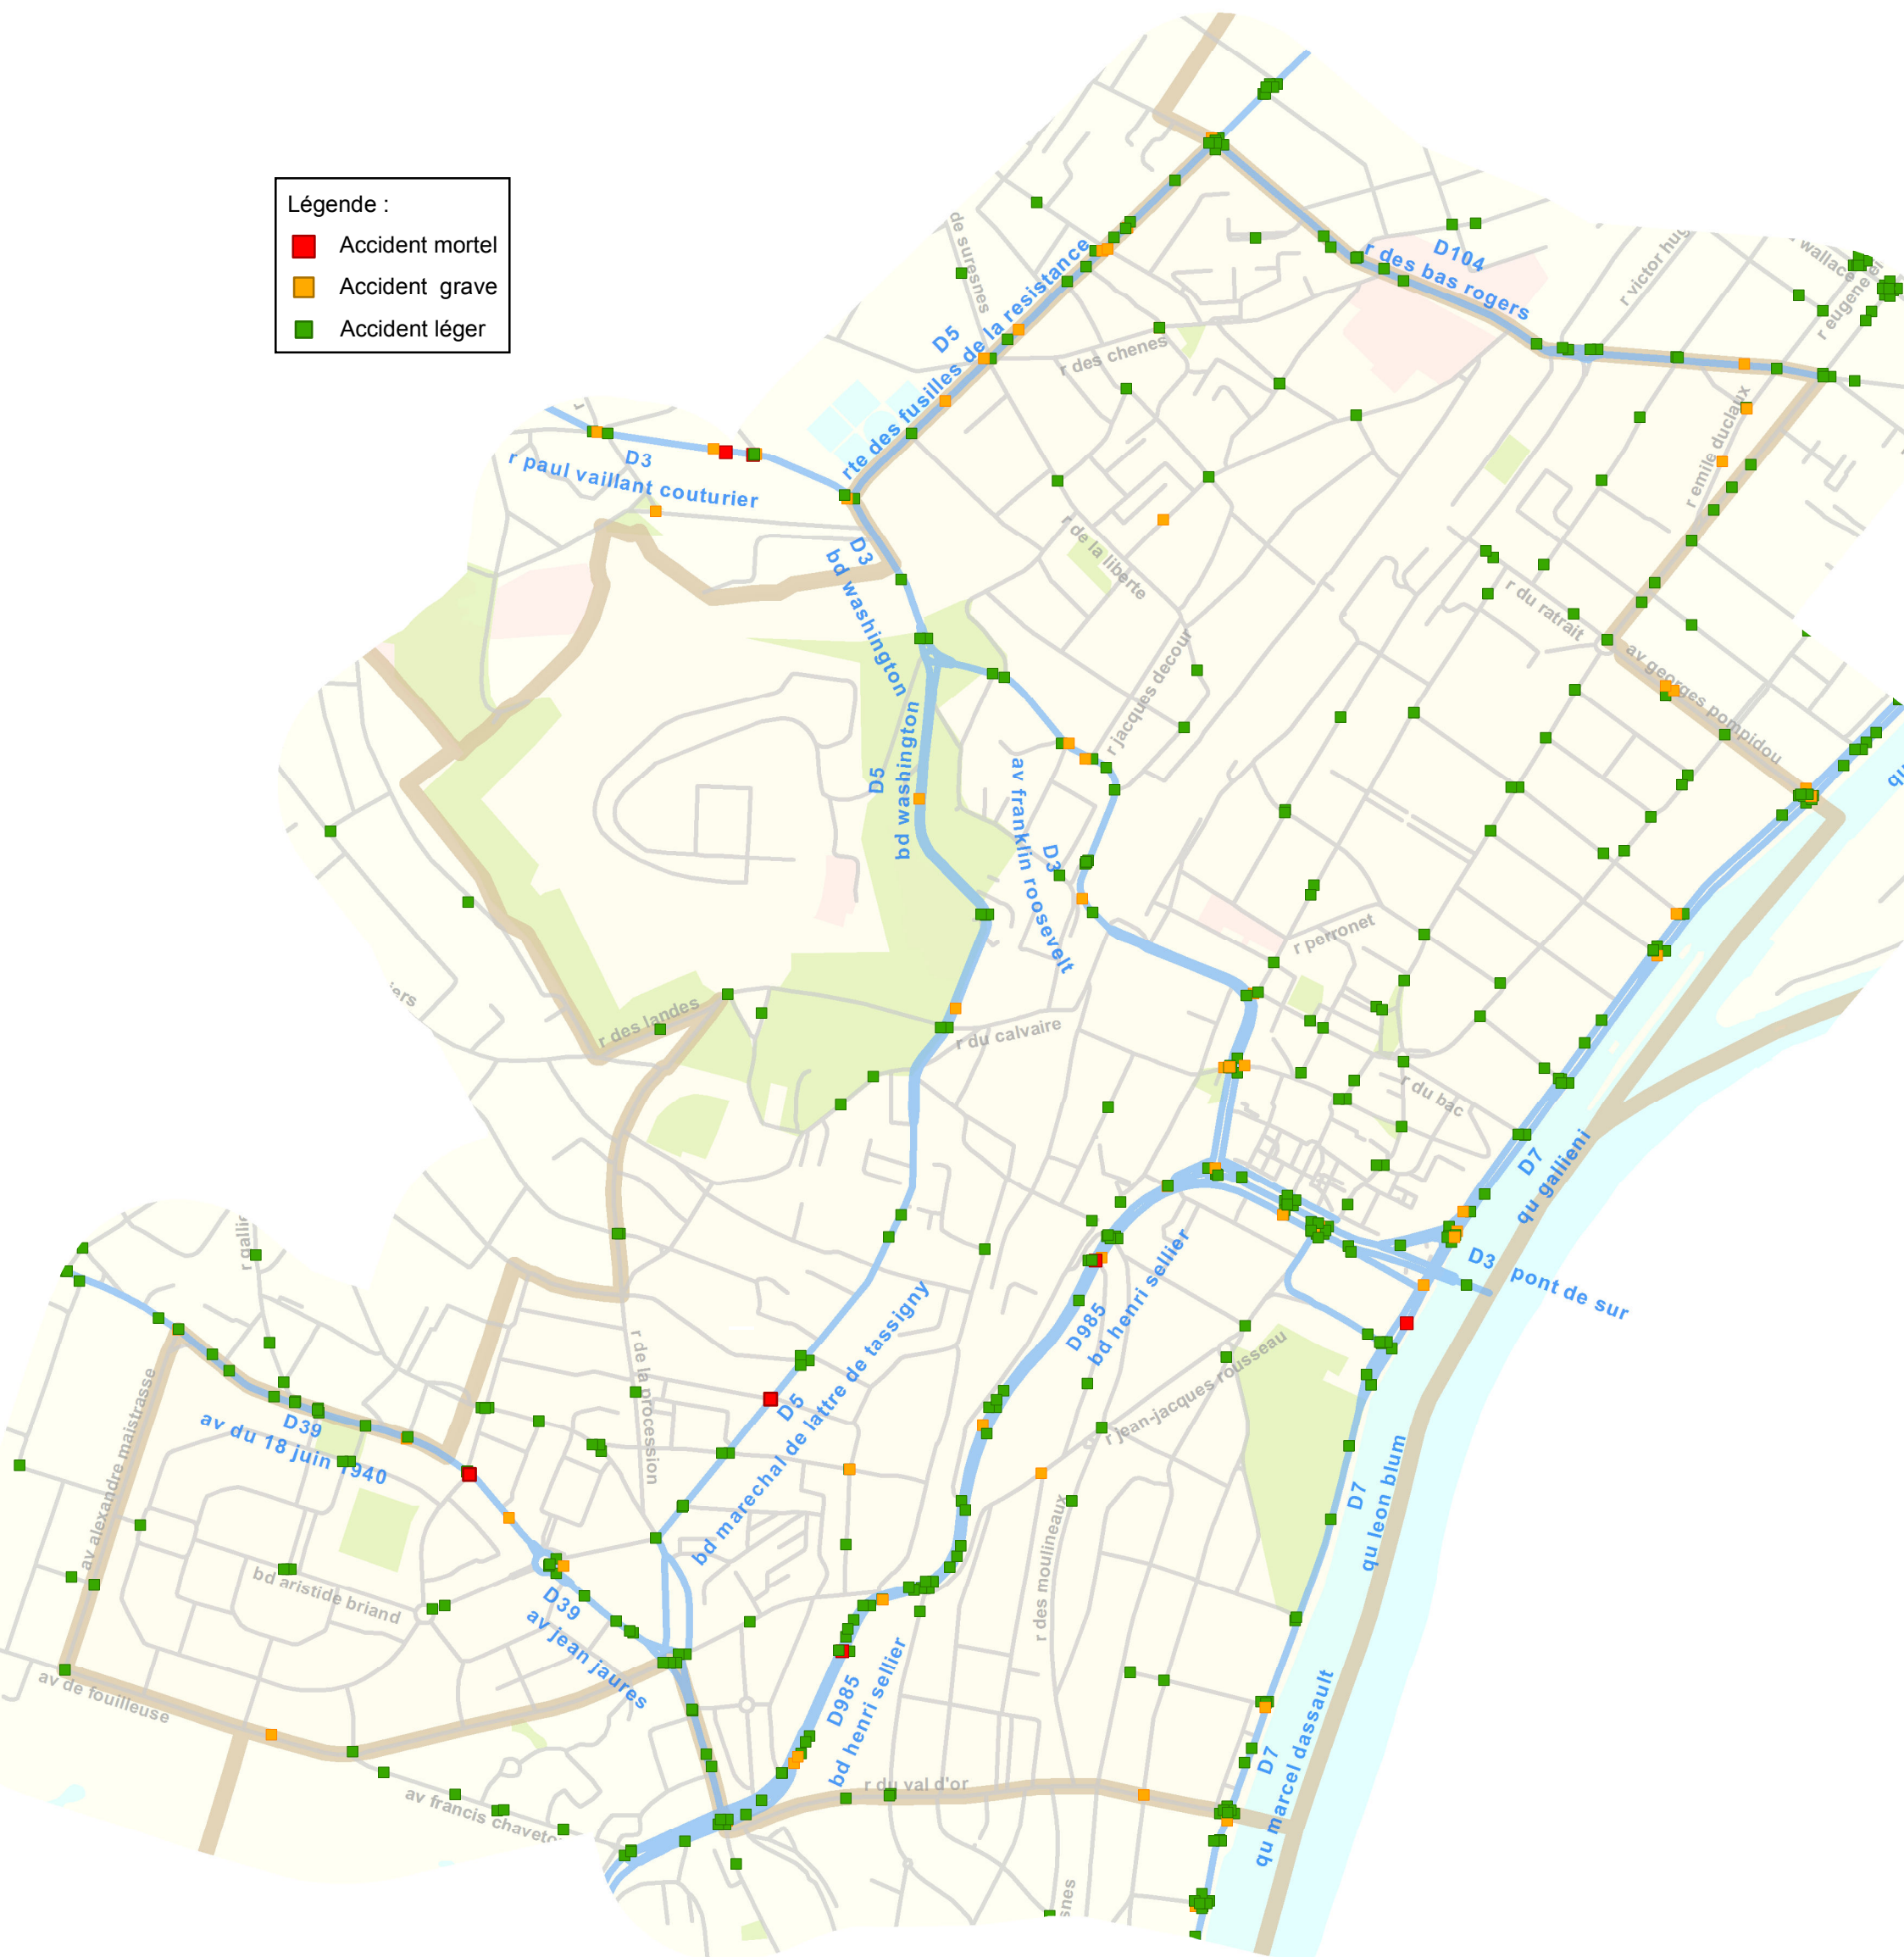 Légende :
Accident mortel
Accident grave
Accident léger
de suresnes
D5
rte des fusilles de la resistance
r des chenes
D104
r des bas rogers
r victor hug
wallace
r eugene
r emile duclaux
D3
r paul vaillant couturier
D3
bd washington
r de la liberte
r du ratrait
av georges pompidou
r jacques decour
D5
bd washington
av franklin roosevelt
D3
qu
r perronet
iers
r des landes
r du calvaire
r du bac
D7
qu gallieni
r gallie
D3 pont de sur
D985
bd henri sellier
r jean-jacques rousseau
r de la procession
D5
bd marechal de lattre de tassigny
av alexandre maistrasse
D39
av du 18 juin 1940
D7
qu leon blum
r des moulineaux
bd aristide briand
D39
av jean jaures
av de fouilleuse
D985
bd henri sellier
D7
qu marcel dassault
r du val d'or
av francis chaveto
snes